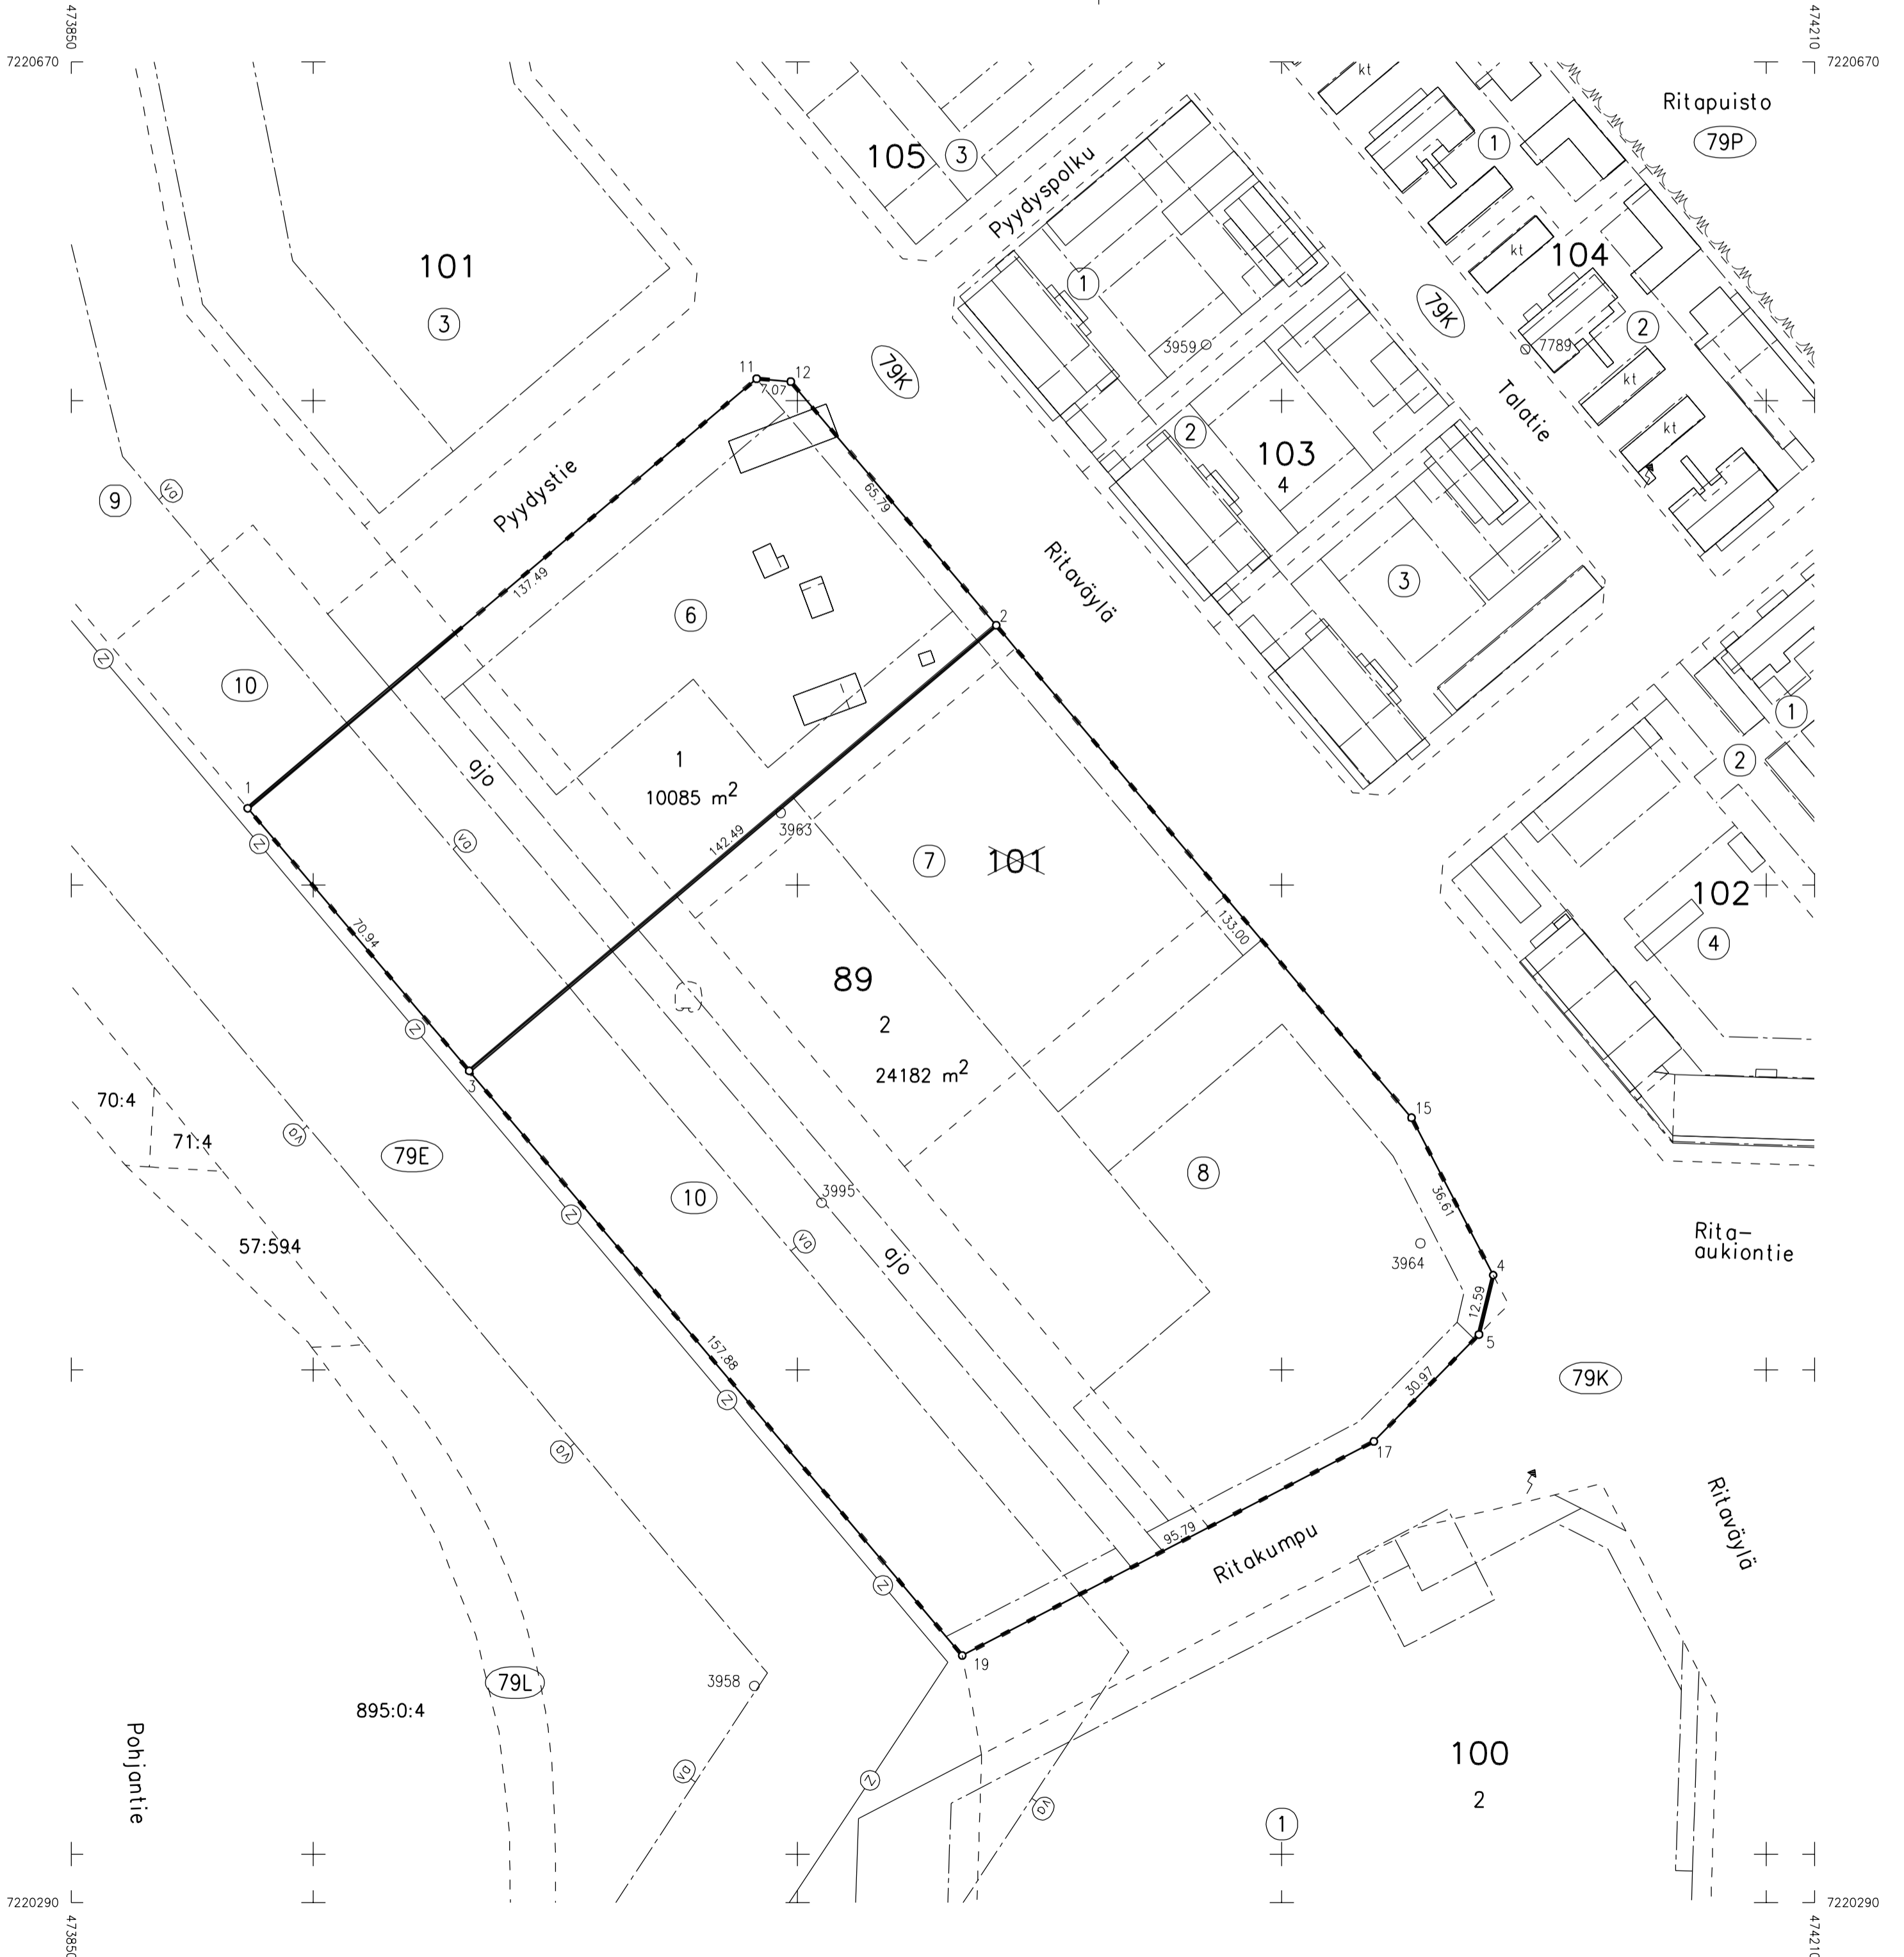 473850
474210
7220670
7220670
Ritapuisto
79P
kt
kt
1
105
3
Pyydyspolku
101
3
1
79K
104
kt
2
3959
7789
79K
11
12
7.07
kt
Talatie
kt
2
103
4
9
va
Pyydystie
65.79
137.49
Ritaväylä
3
6
2
Z
10
1
2
ajo
1
10085 m2
142.49
3963
va
1
Z
7
101
102
4
70.94
133.00
89
2
24182 m2
Z
3
70:4
71:4
va
79E
15
8
10
3995
36.61
57:594
Z
va
ajo
3964
4
12.59
5
Rita-
aukiontie
157.88
Z
30.97
79K
17
va
Ritaväylä
95.79
Ritakumpu
Z
19
79L
3958
895:0:4
Pohjantie
va
Z
va
100
2
1
7220290
7220290
473850
474210